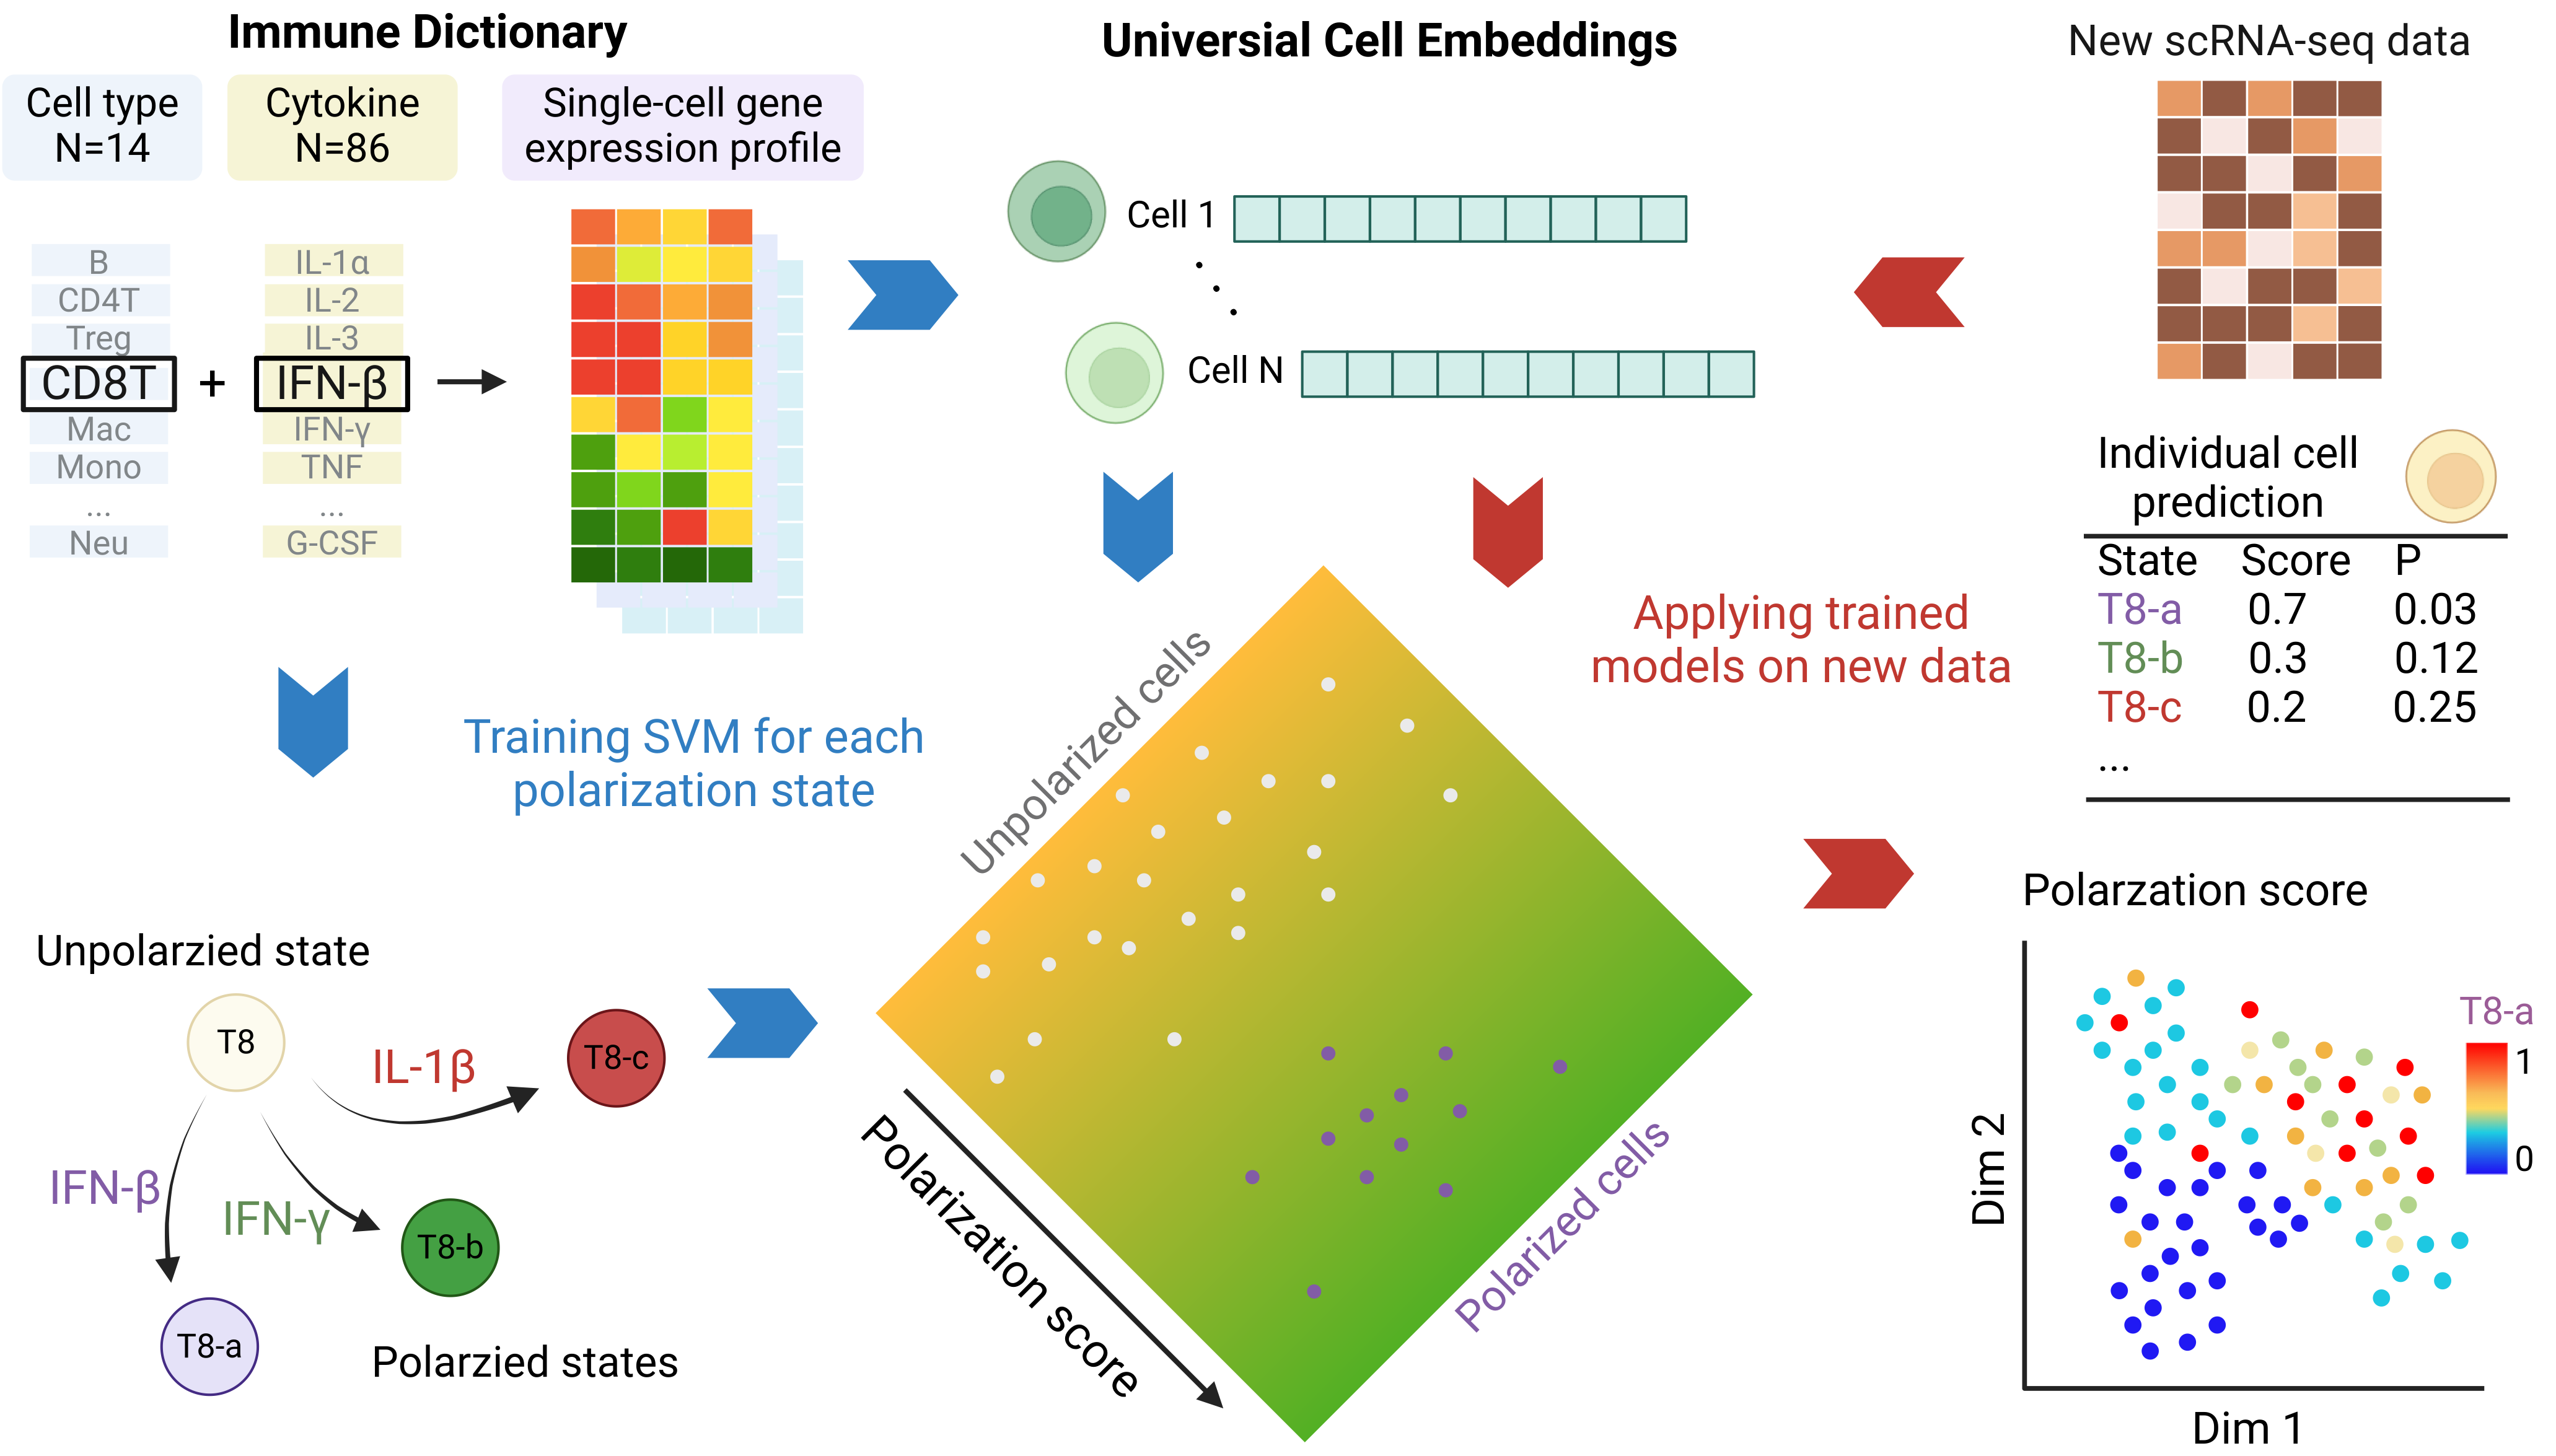 Immune Dictionary
Cell type
N=14
Cytokine
N=86
Single-cell gene
expression profile
B
CD4T
Treg
CD8T
Mac
Mono
...
Neu
+
IL-1α
IL-2
IL-3
IFN-β
IFN-γ
TNF
...
G-CSF
Training SVM for each
polarization state
Unpolarzied state
T8
IL-1β
T8-c
IFN-β
IFN-γ
T8-b
T8-a
Polarzied states
Universial Cell Embeddings
Cell 1
Cell N
Unpolarized cells
Polarization score
Polarized cells
Applying trained
models on new data
New scRNA-seq data
Individual cell
prediction
State Score P
T8-a 0.7 0.03
T8-b 0.3 0.12
T8-c 0.2 0.25
...
Polarzation score
T8-a
1
0
Dim 2
Dim 1